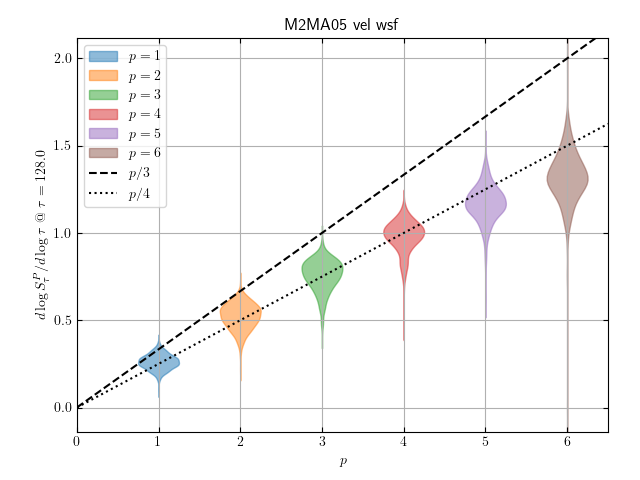 M2MA05 vel wsf
d log S_τ^P / d log τ @ τ = 128.0
2.0
1.5
1.0
0.5
0.0
p = 1
p = 2
p = 3
p = 4
p = 5
p = 6
p/3
p/4
0 1 2 3 4 5 6
p